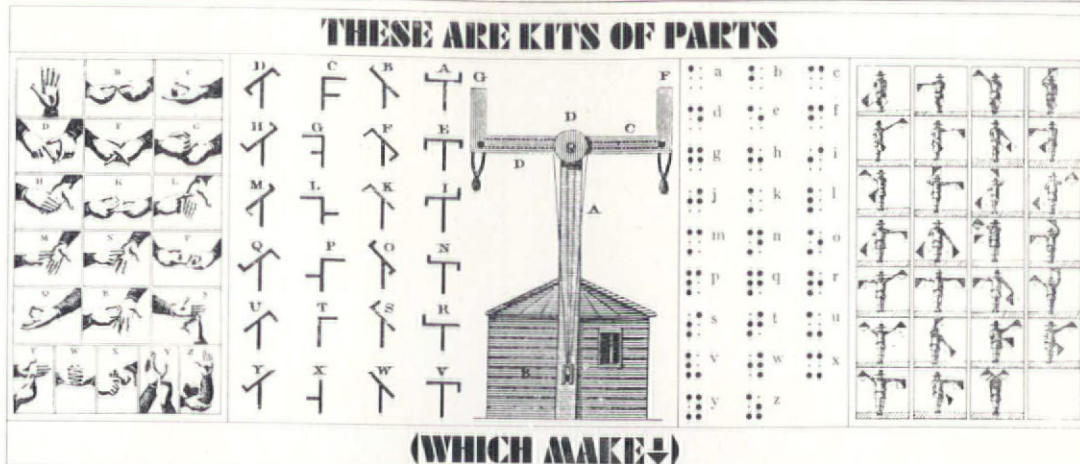 THESE ARE KITS OF PARTS
B C
D F G
H K L
M N P
Q R S
T W X Y Z
D C B A
H G F E
M L K I
Q P O N
U T S R
Y X W V
G F
D
C
D
A
B
a b c
d e f
g h i
j k l
m n o
p q r
s t u
v w x
y z
(WHICH MAKE↓)